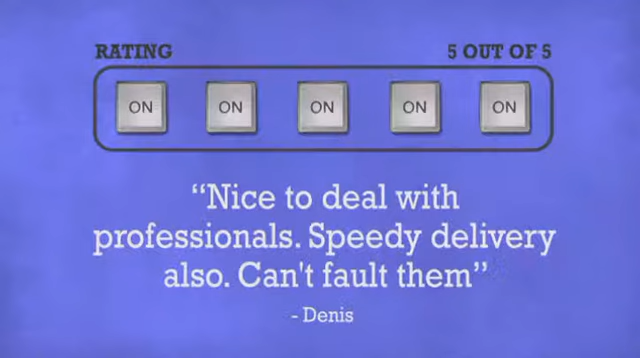 RATING 5 OUT OF 5
ON ON ON ON ON
“Nice to deal with
professionals. Speedy delivery
also. Can't fault them”
- Denis